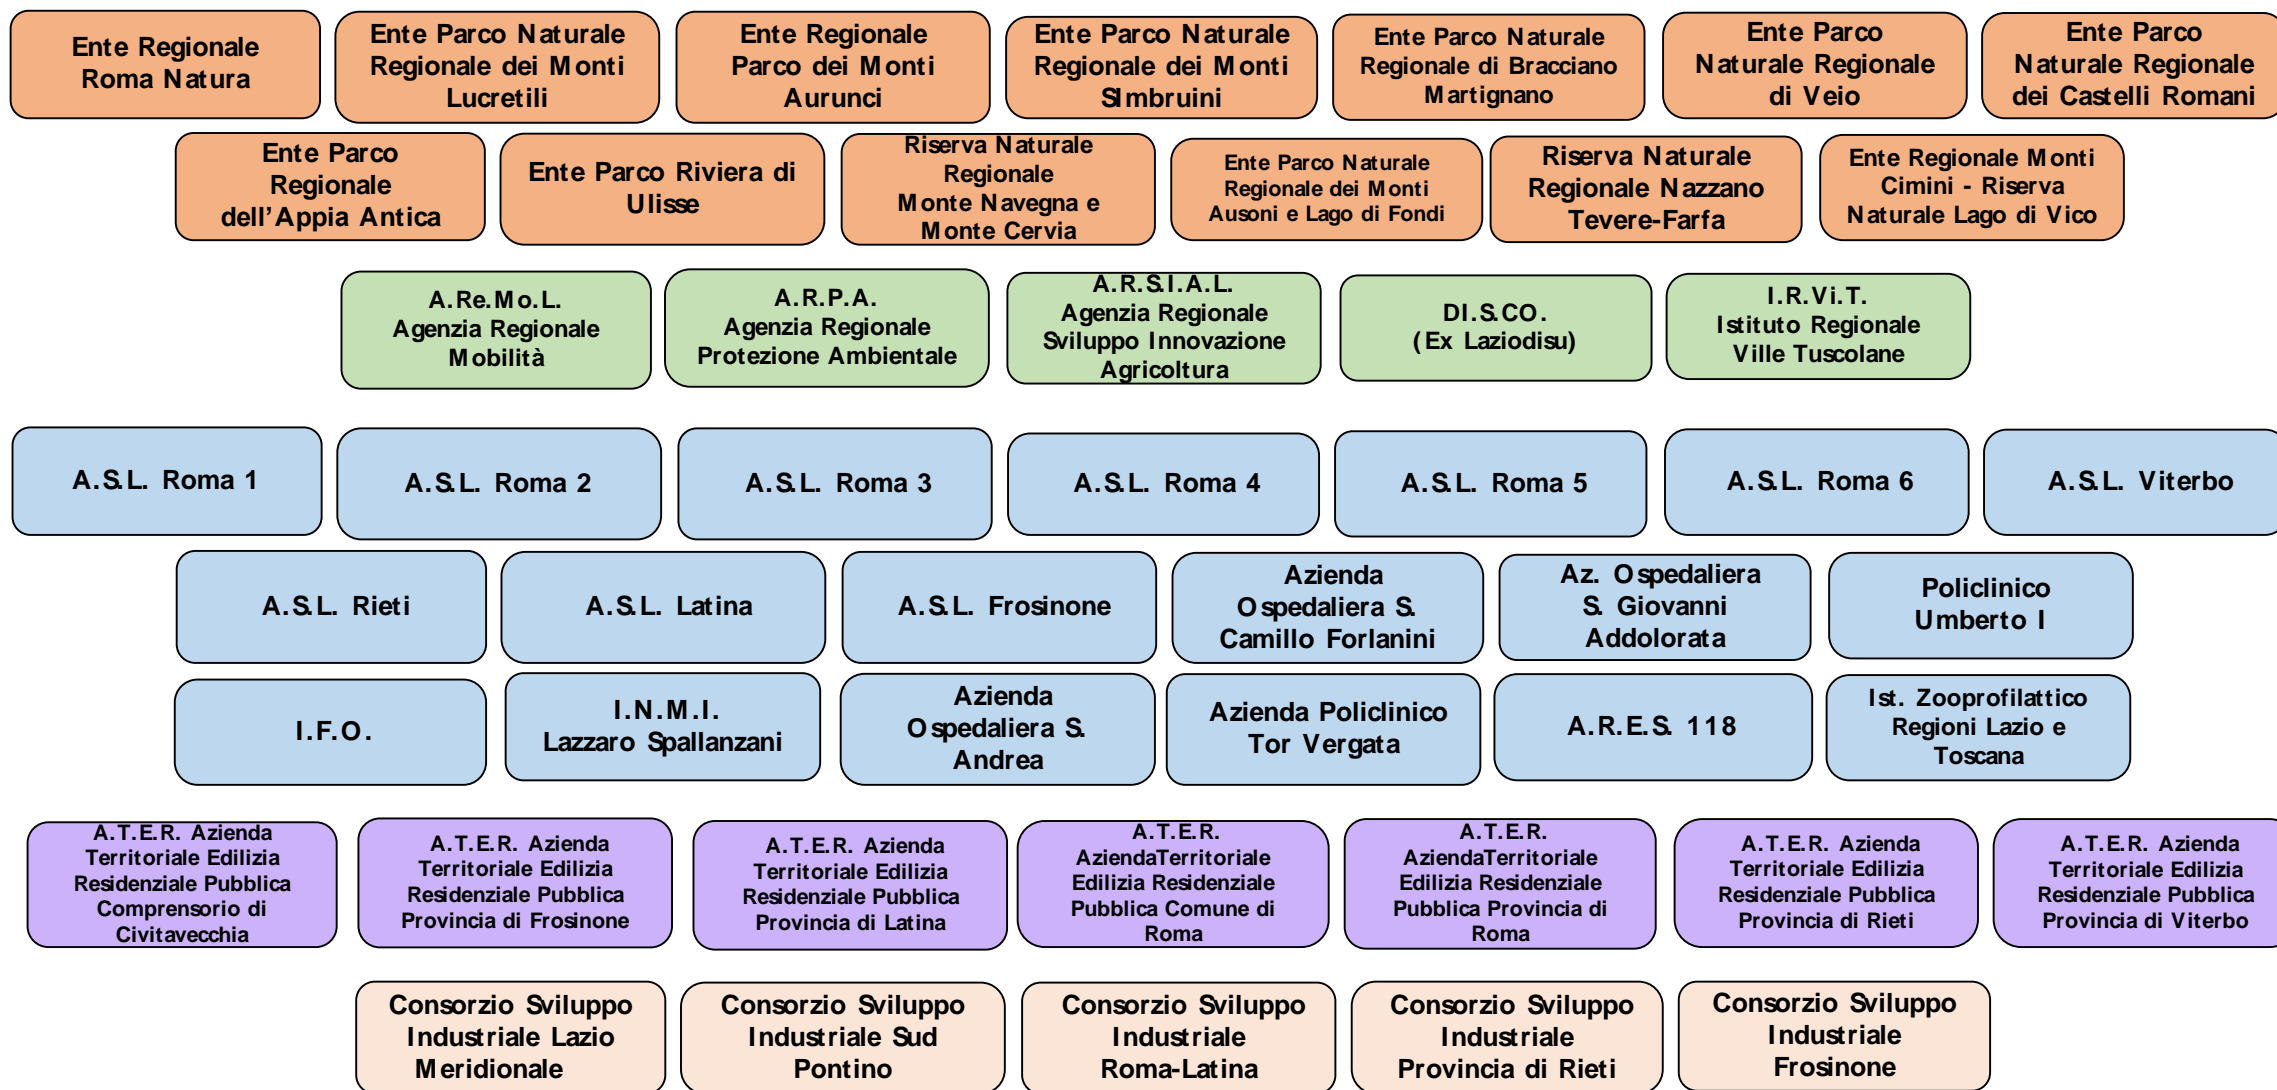 Ente Regionale
Roma Natura
Ente Parco Naturale
Regionale dei Monti
Lucretili
Ente Regionale
Parco dei Monti
Aurunci
Ente Parco Naturale
Regionale dei Monti
SImbruini
Ente Parco Naturale
Regionale di Bracciano
Martignano
Ente Parco
Naturale Regionale
di Veio
Ente Parco
Naturale Regionale
dei Castelli Romani
Ente Parco
Regionale
dell’Appia Antica
Ente Parco Riviera di
Ulisse
Riserva Naturale
Regionale
Monte Navegna e
Monte Cervia
Ente Parco Naturale
Regionale dei Monti
Ausoni e Lago di Fondi
Riserva Naturale
Regionale Nazzano
Tevere-Farfa
Ente Regionale Monti
Cimini - Riserva
Naturale Lago di Vico
A.Re.Mo.L.
Agenzia Regionale
Mobilità
A.R.P.A.
Agenzia Regionale
Protezione Ambientale
A.R.S.I.A.L.
Agenzia Regionale
Sviluppo Innovazione
Agricoltura
DI.S.CO.
(Ex Laziodisu)
I.R.Vi.T.
Istituto Regionale
Ville Tuscolane
A.S.L. Roma 1
A.S.L. Roma 2
A.S.L. Roma 3
A.S.L. Roma 4
A.S.L. Roma 5
A.S.L. Roma 6
A.S.L. Viterbo
A.S.L. Rieti
A.S.L. Latina
A.S.L. Frosinone
Azienda
Ospedaliera S.
Camillo Forlanini
Az. Ospedaliera
S. Giovanni
Addolorata
Policlinico
Umberto I
I.F.O.
I.N.M.I.
Lazzaro Spallanzani
Azienda
Ospedaliera S.
Andrea
Azienda Policlinico
Tor Vergata
A.R.E.S. 118
Ist. Zooprofilattico
Regioni Lazio e
Toscana
A.T.E.R. Azienda
Territoriale Edilizia
Residenziale Pubblica
Comprensorio di
Civitavecchia
A.T.E.R. Azienda
Territoriale Edilizia
Residenziale Pubblica
Provincia di Frosinone
A.T.E.R. Azienda
Territoriale Edilizia
Residenziale Pubblica
Provincia di Latina
A.T.E.R.
AziendaTerritoriale
Edilizia Residenziale
Pubblica Comune di
Roma
A.T.E.R.
AziendaTerritoriale
Edilizia Residenziale
Pubblica Provincia di
Roma
A.T.E.R. Azienda
Territoriale Edilizia
Residenziale Pubblica
Provincia di Rieti
A.T.E.R. Azienda
Territoriale Edilizia
Residenziale Pubblica
Provincia di Viterbo
Consorzio Sviluppo
Industriale Lazio
Meridionale
Consorzio Sviluppo
Industriale Sud
Pontino
Consorzio Sviluppo
Industriale
Roma-Latina
Consorzio Sviluppo
Industriale
Provincia di Rieti
Consorzio Sviluppo
Industriale
Frosinone